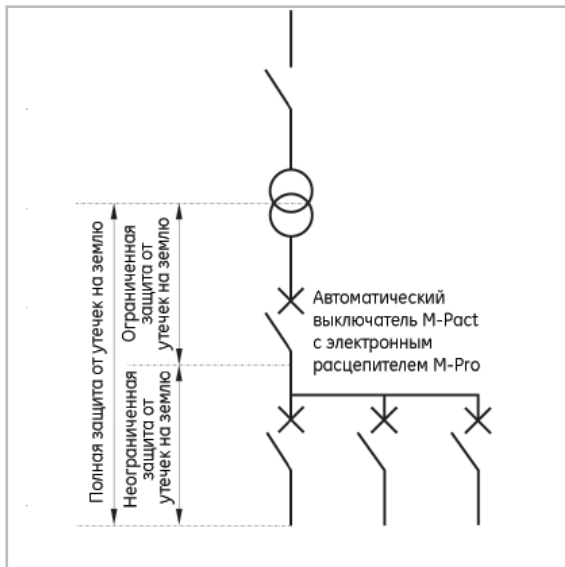 Полная защита от утечек на землю
Ограниченная
защита от
утечек на землю
Неограниченная
защита от
утечек на землю
Автоматический
выключатель M-Pact
с электронным
расцепителем M-Pro